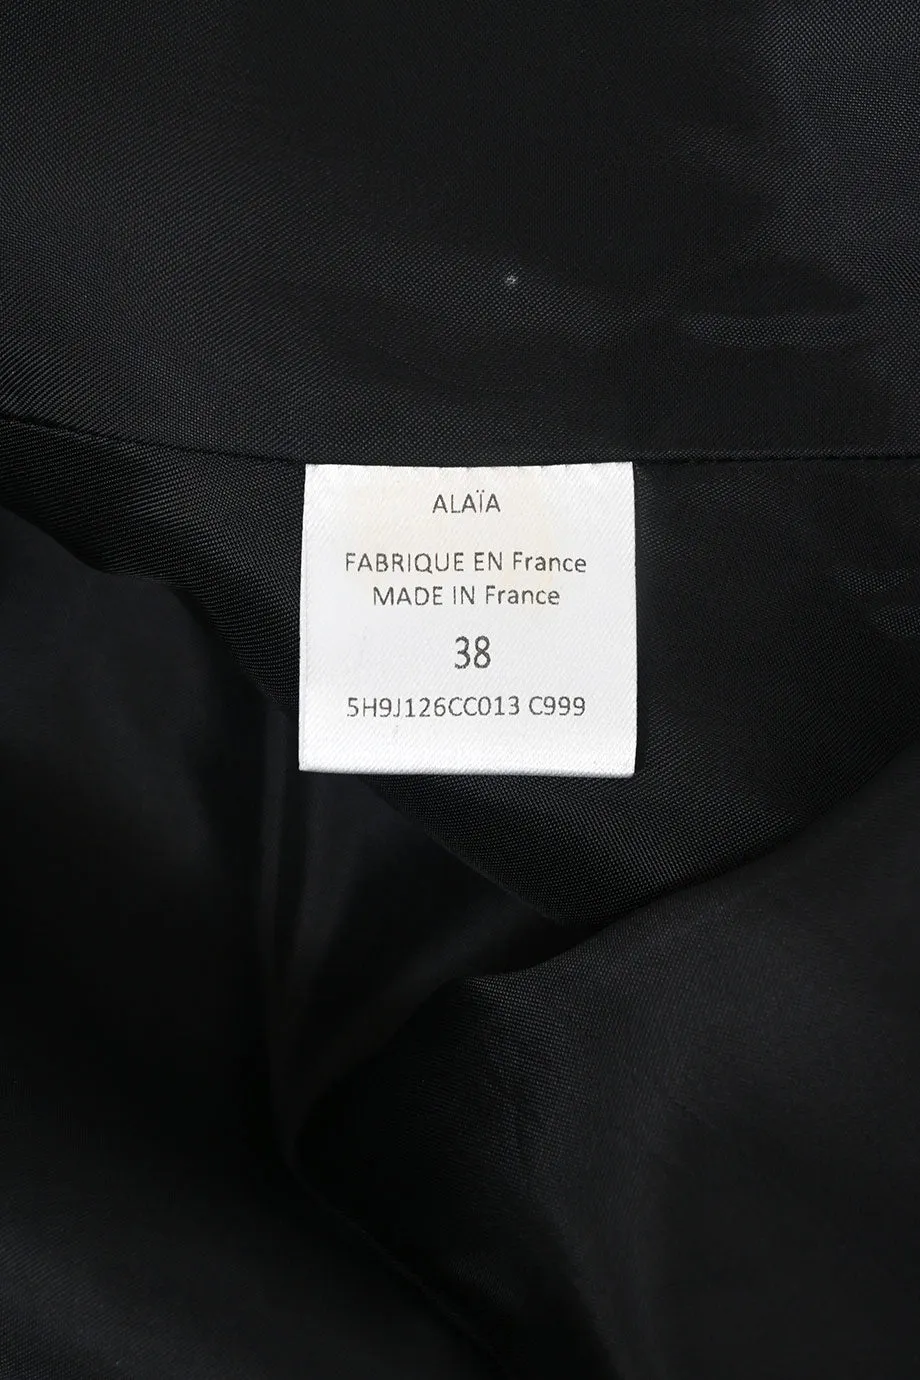 ALAÏA
FABRIQUE EN France
MADE IN France
38
5H9J126CC013 C999